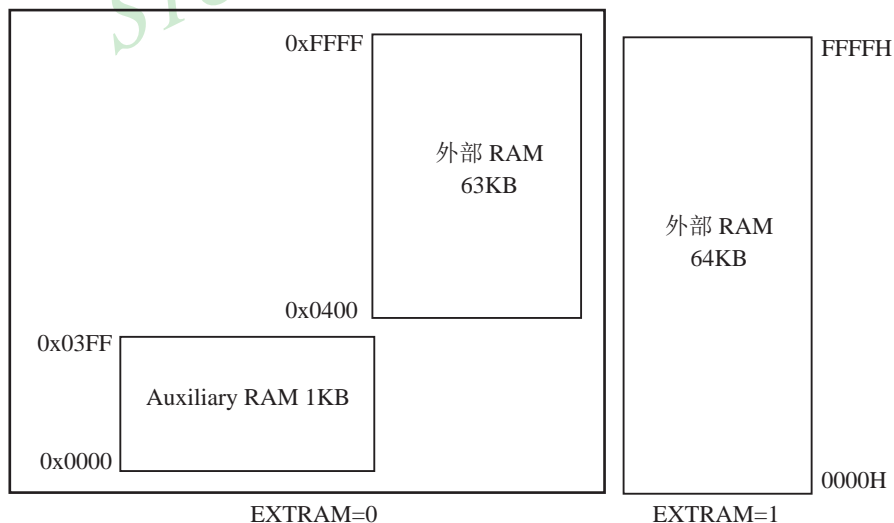 0xFFFF
外部 RAM
63KB
0x0400
0x03FF
Auxiliary RAM 1KB
0x0000
EXTRAM=0
FFFFH
外部 RAM
64KB
0000H
EXTRAM=1